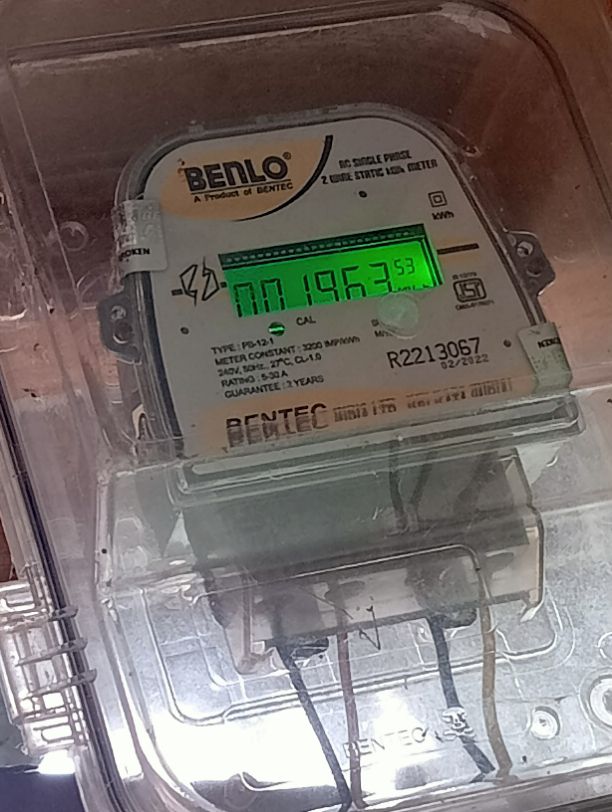 BENLO®
A Product of BENTEC
AC SINGLE PHASE
2 WIRE STATIC kWh METER
kWh
001963 53
CAL
TYPE : PB-12-1
METER CONSTANT : 3200 IMP/kWh
240V, 50Hz, 27°C, CL-1.0
RATING : 5-30 A
GUARANTEE : 2 YEARS
R2213067
02/2022
BENTEC
BENTEC